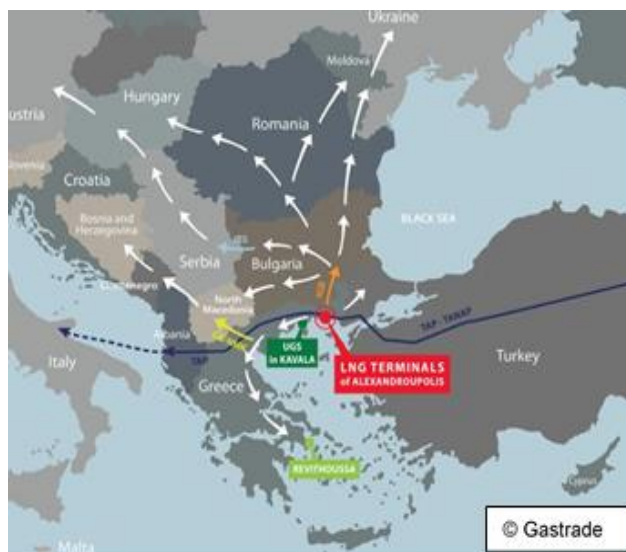 Ukraine
Moldova
Hungary
ustria
Romania
Slovenia
Croatia
Bosnia and
Herzegovina
BLACK SEA
Serbia
Bulgaria
Montenegro
North
Macedonia
TAP - TANAP
Albania
Italy
TAP
UGS
in KAVALA
LNG TERMINALS
of ALEXANDROUPOLIS
Turkey
Greece
REVITHOUSSA
Cyprus
© Gastrade
Malta